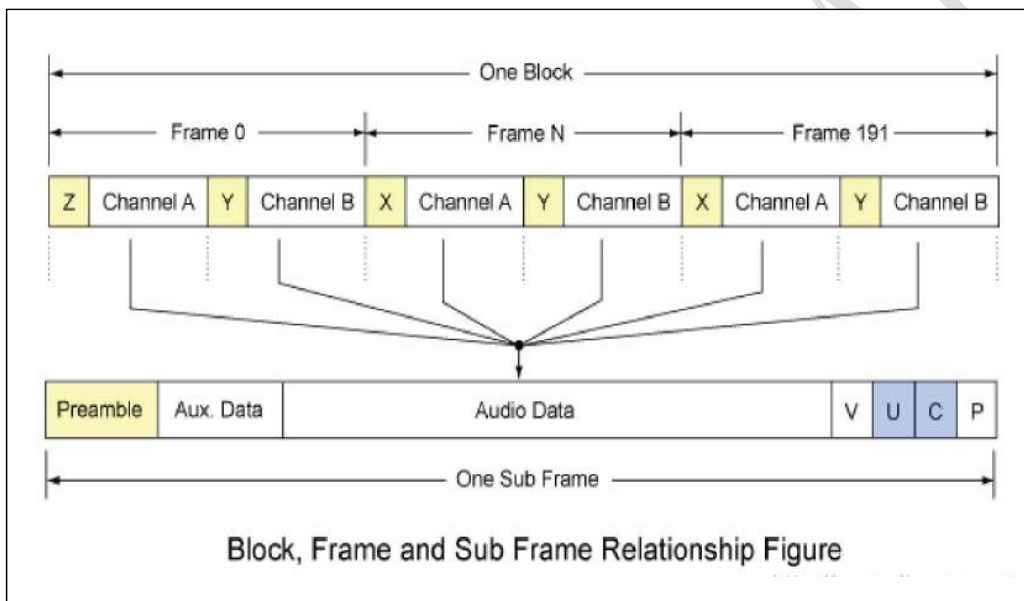 One Block
Frame 0 Frame N Frame 191
Z Channel A Y Channel B X Channel A Y Channel B X Channel A Y Channel B
Preamble Aux. Data Audio Data V U C P
One Sub Frame
Block, Frame and Sub Frame Relationship Figure